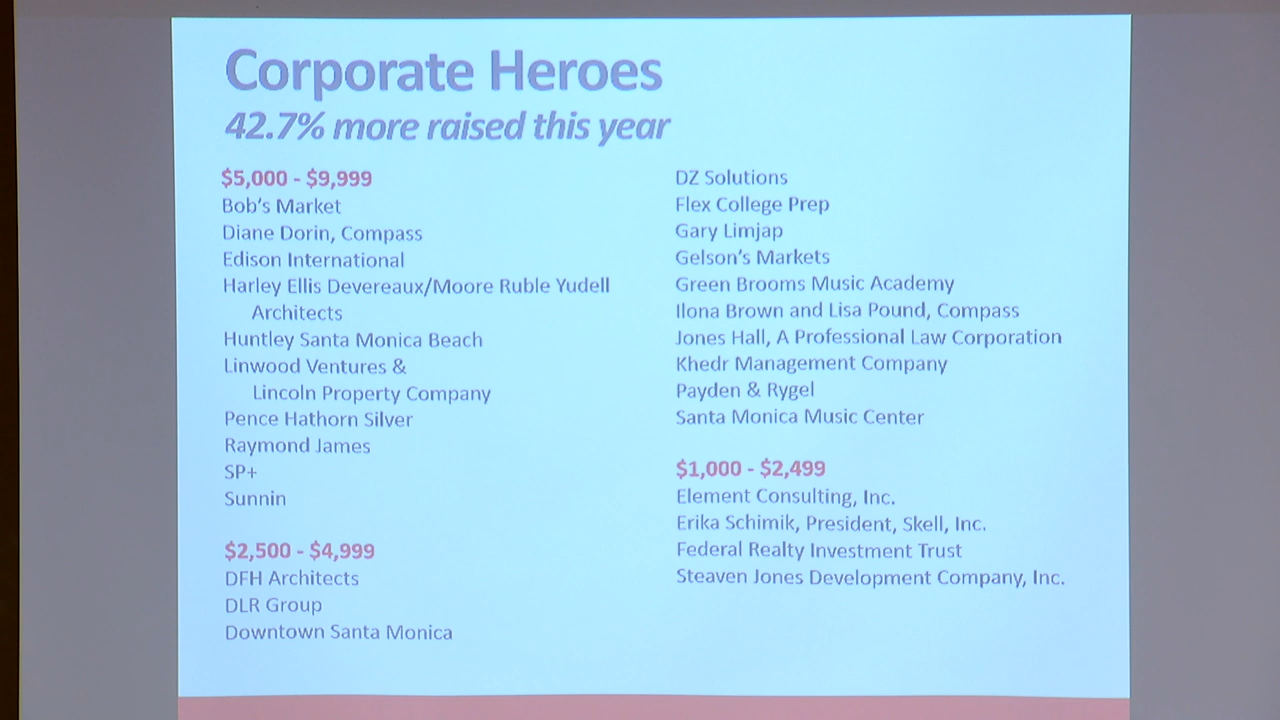 Corporate Heroes
42.7% more raised this year
$5,000 - $9,999
Bob's Market
Diane Dorin, Compass
Edison International
Harley Ellis Devereaux/Moore Ruble Yudell
Architects
Huntley Santa Monica Beach
Linwood Ventures &
Lincoln Property Company
Pence Hathorn Silver
Raymond James
SP+
Sunnin
$2,500 - $4,999
DFH Architects
DLR Group
Downtown Santa Monica
DZ Solutions
Flex College Prep
Gary Limjap
Gelson's Markets
Green Brooms Music Academy
Ilona Brown and Lisa Pound, Compass
Jones Hall, A Professional Law Corporation
Khedr Management Company
Payden & Rygel
Santa Monica Music Center
$1,000 - $2,499
Element Consulting, Inc.
Erika Schimik, President, Skell, Inc.
Federal Realty Investment Trust
Steaven Jones Development Company, Inc.